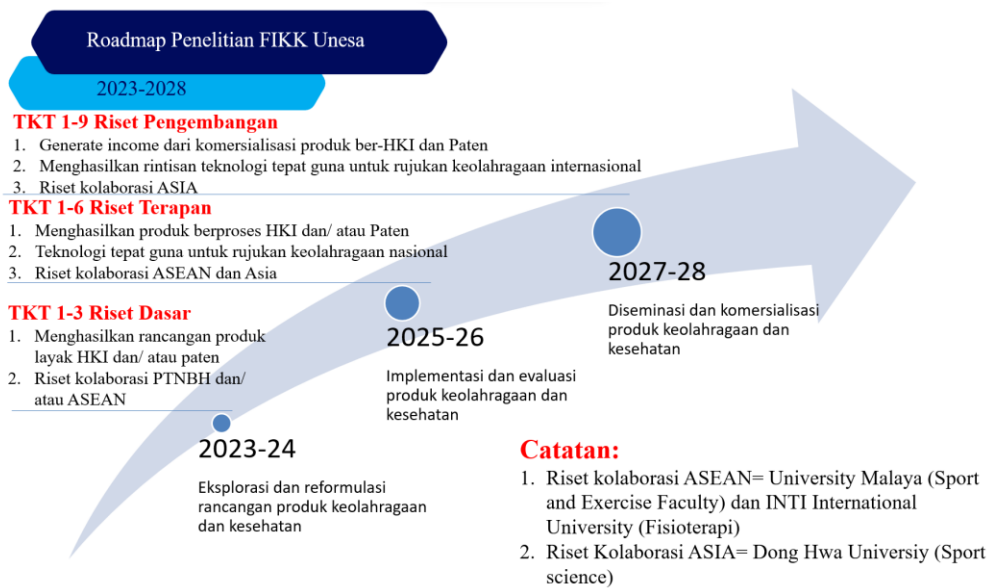 Roadmap Penelitian FIKK Unesa
2023-2028
TKT 1-9 Riset Pengembangan
1. Generate income dari komersialisasi produk ber-HKI dan Paten
2. Menghasilkan rintisan teknologi tepat guna untuk rujukan keolahragaan internasional
3. Riset kolaborasi ASIA
TKT 1-6 Riset Terapan
1. Menghasilkan produk berproses HKI dan/ atau Paten
2. Teknologi tepat guna untuk rujukan keolahragaan nasional
3. Riset kolaborasi ASEAN dan Asia
TKT 1-3 Riset Dasar
1. Menghasilkan rancangan produk
layak HKI dan/ atau paten
2. Riset kolaborasi PTNBH dan/
atau ASEAN
2023-24
Eksplorasi dan reformulasi
rancangan produk keolahragaan
dan kesehatan
2025-26
Implementasi dan evaluasi
produk keolahragaan dan
kesehatan
2027-28
Diseminasi dan komersialisasi
produk keolahragaan dan
kesehatan
Catatan:
1. Riset kolaborasi ASEAN= University Malaya (Sport
and Exercise Faculty) dan INTI International
University (Fisioterapi)
2. Riset Kolaborasi ASIA= Dong Hwa Universiy (Sport
science)